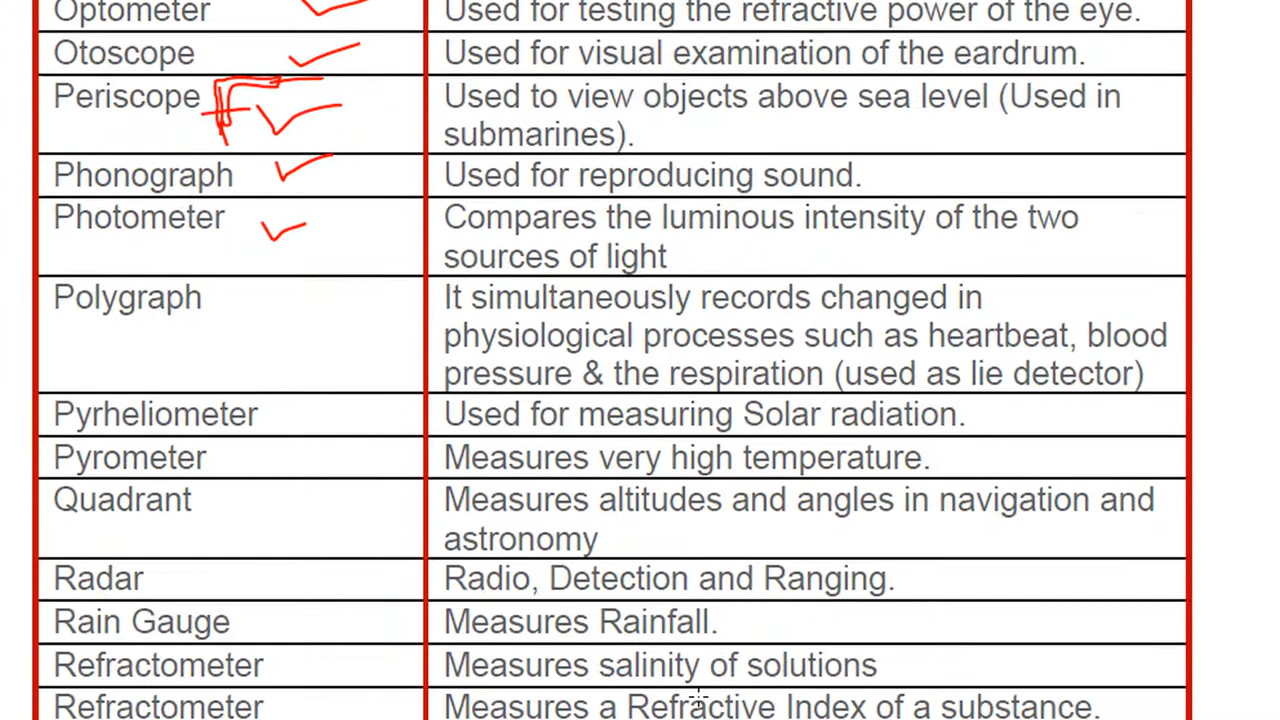 Optometer
Used for testing the refractive power of the eye.
Otoscope
Used for visual examination of the eardrum.
Periscope
Used to view objects above sea level (Used in
submarines).
Phonograph
Used for reproducing sound.
Photometer
Compares the luminous intensity of the two
sources of light
Polygraph
It simultaneously records changed in
physiological processes such as heartbeat, blood
pressure & the respiration (used as lie detector)
Pyrheliometer
Used for measuring Solar radiation.
Pyrometer
Measures very high temperature.
Quadrant
Measures altitudes and angles in navigation and
astronomy
Radar
Radio, Detection and Ranging.
Rain Gauge
Measures Rainfall.
Refractometer
Measures salinity of solutions
Refractometer
Measures a Refractive Index of a substance.